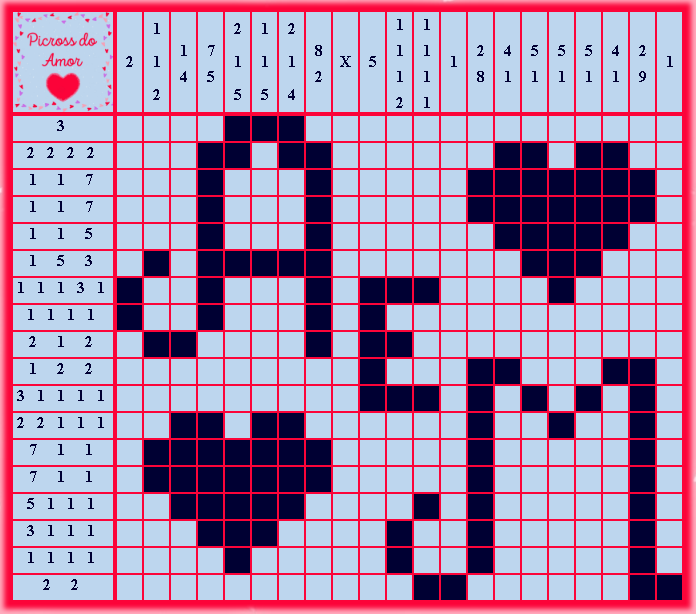 Picross do
Amor
2
1 1 2
1 4
7 5
2 1 5
1 1 5
2 1 4
8 2
X
5
1 1 1 2
1 1 1 1
1
2 8
4 1
5 1
5 1
5 1
4 1
2 9
1
3
2 2 2 2
1 1 7
1 1 7
1 1 5
1 5 3
1 1 1 3 1
1 1 1 1
2 1 2
1 2 2
3 1 1 1 1
2 2 1 1 1
7 1 1
7 1 1
5 1 1 1
3 1 1 1
1 1 1 1
2 2